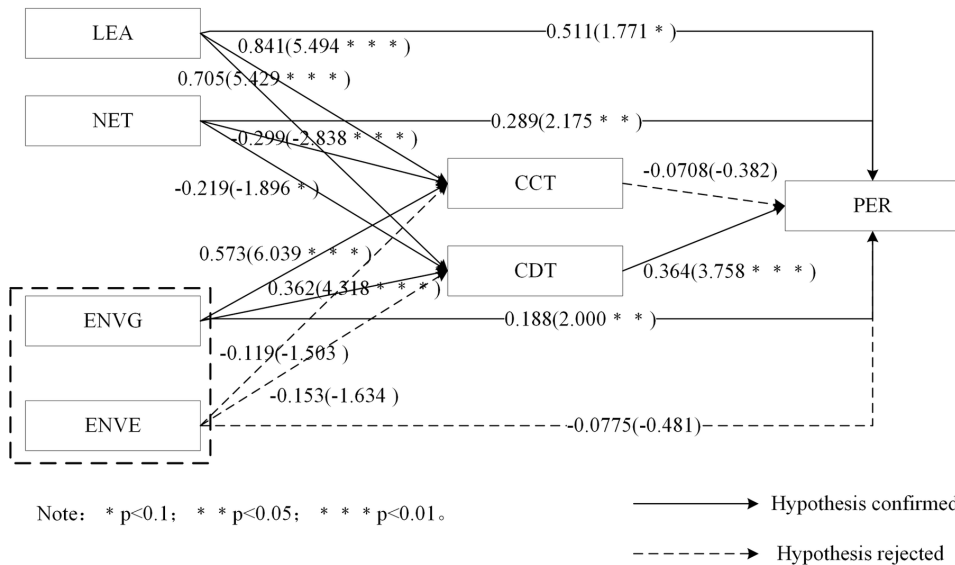 LEA
0.511(1.771 *)
0.841(5.494 * * *)
0.705(5.429 * * *)
NET
0.289(2.175 * *)
-0.299(-2.838 * * *)
CCT
-0.0708(-0.382)
-0.219(-1.896 *)
PER
0.573(6.039 * * *)
CDT
0.364(3.758 * * *)
0.362(4.318 * * *)
ENVG
0.188(2.000 * *)
-0.119(-1.503 )
-0.153(-1.634 )
ENVE
-0.0775(-0.481)
Note: * p<0.1; * * p<0.05; * * * p<0.01。
Hypothesis confirmed
Hypothesis rejected